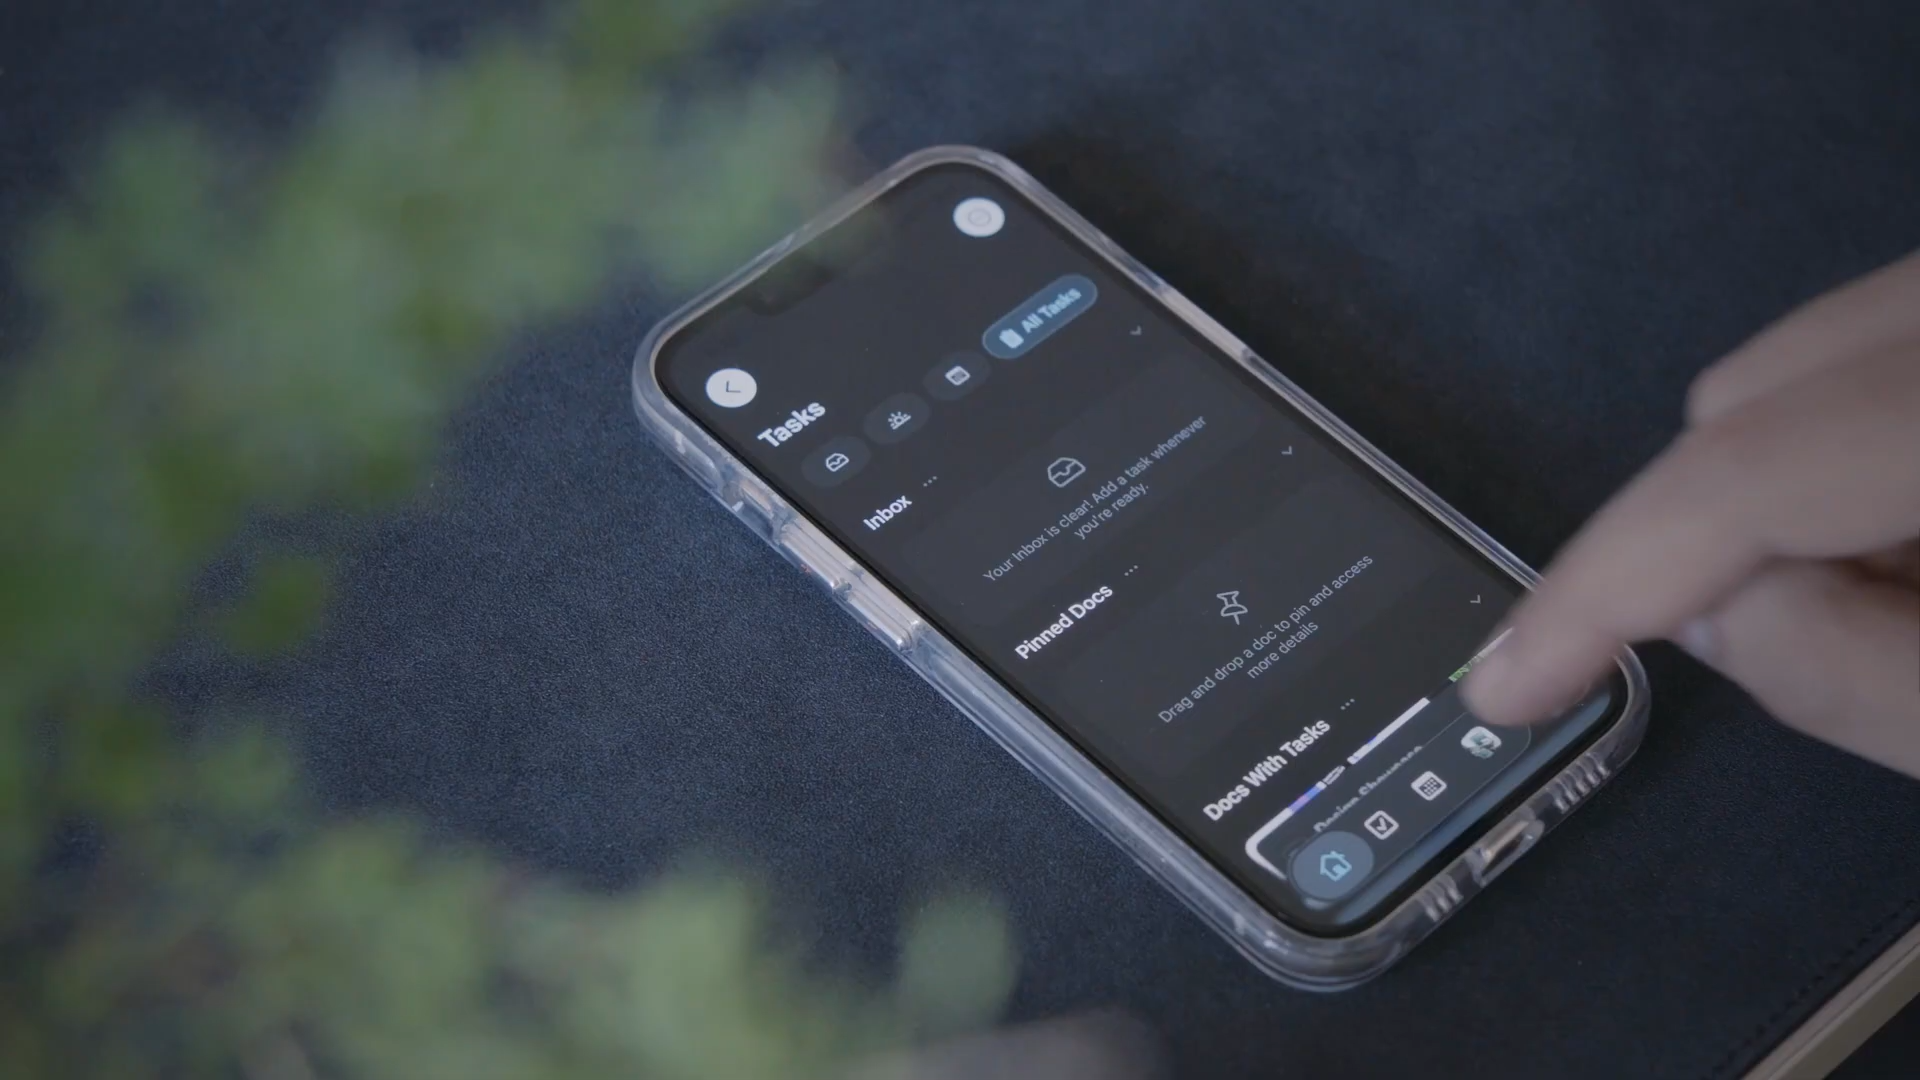 All Tasks
Tasks
Inbox ...
Your Inbox is clear! Add a task whenever
you're ready.
Pinned Docs ...
Drag and drop a doc to pin and access
more details
Docs With Tasks ...